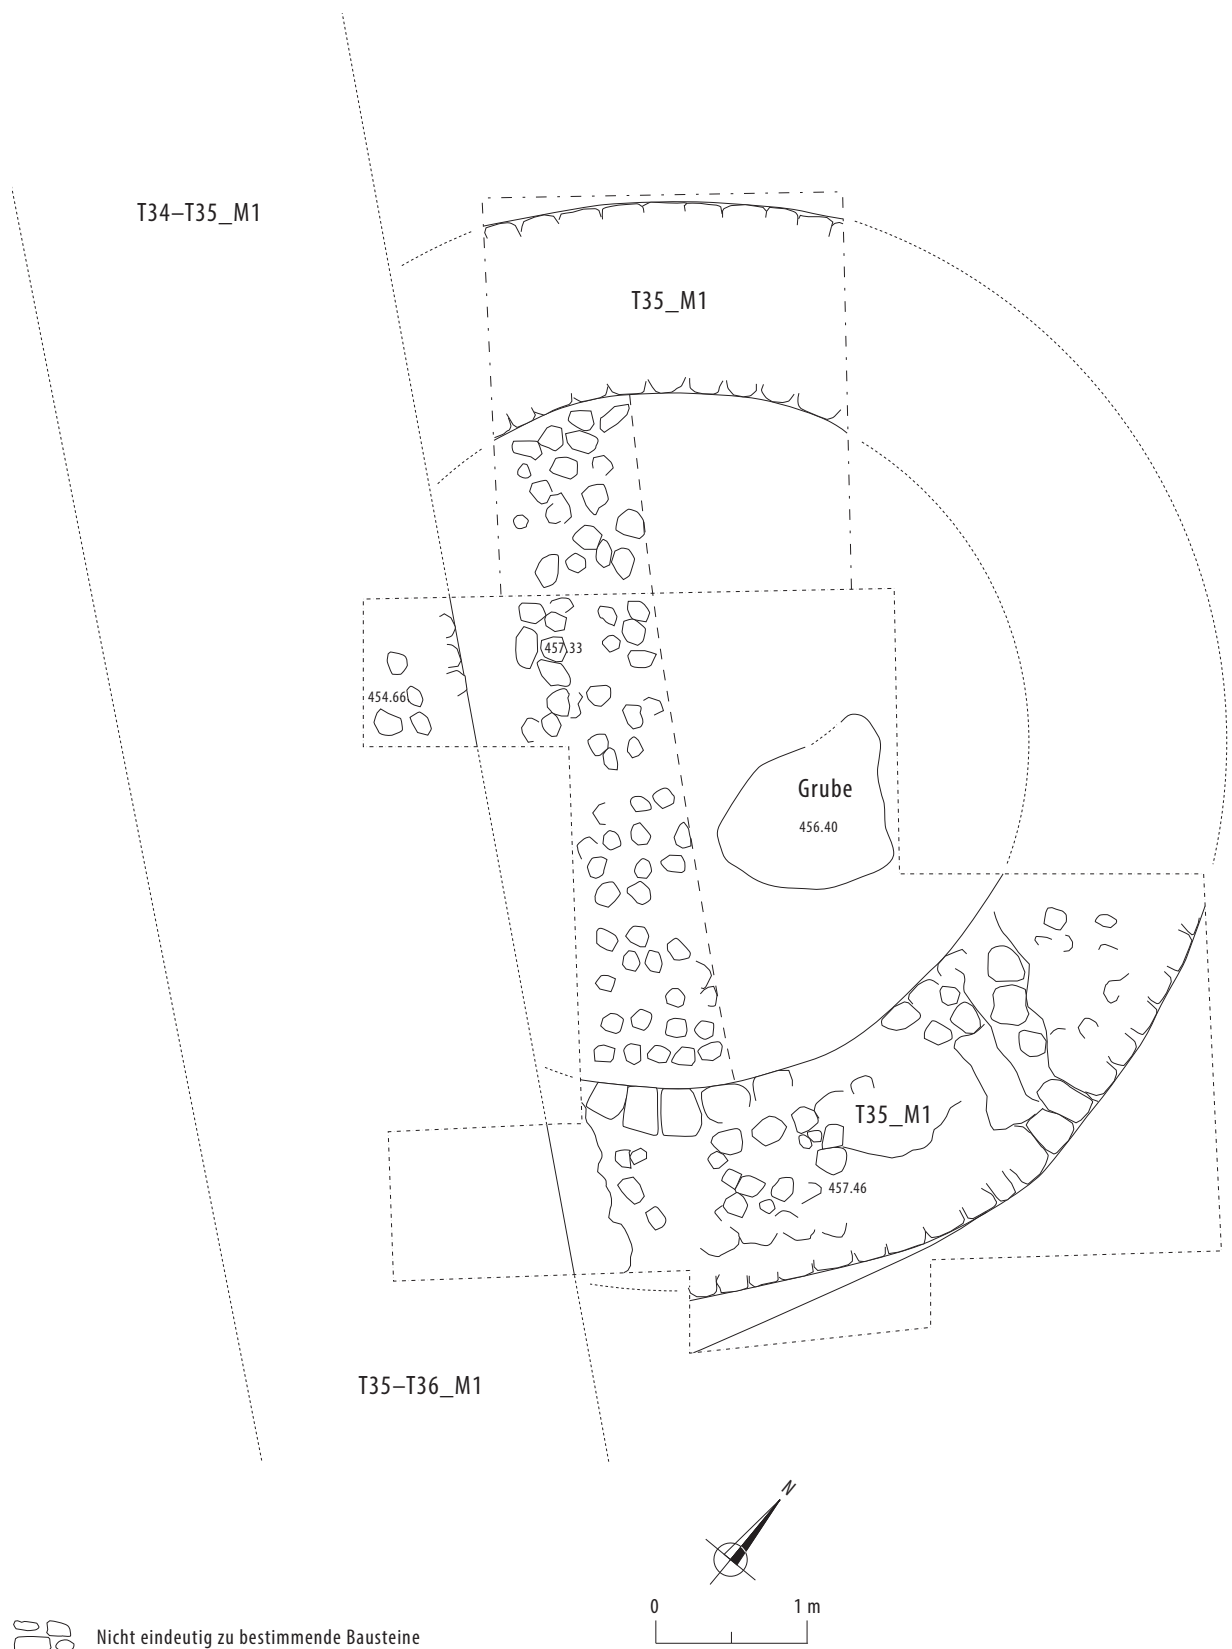 T34–T35_M1
T35_M1
457.33
454.66
Grube
456.40
T35_M1
457.46
T35–T36_M1
N
0 1 m
Nicht eindeutig zu bestimmende Bausteine